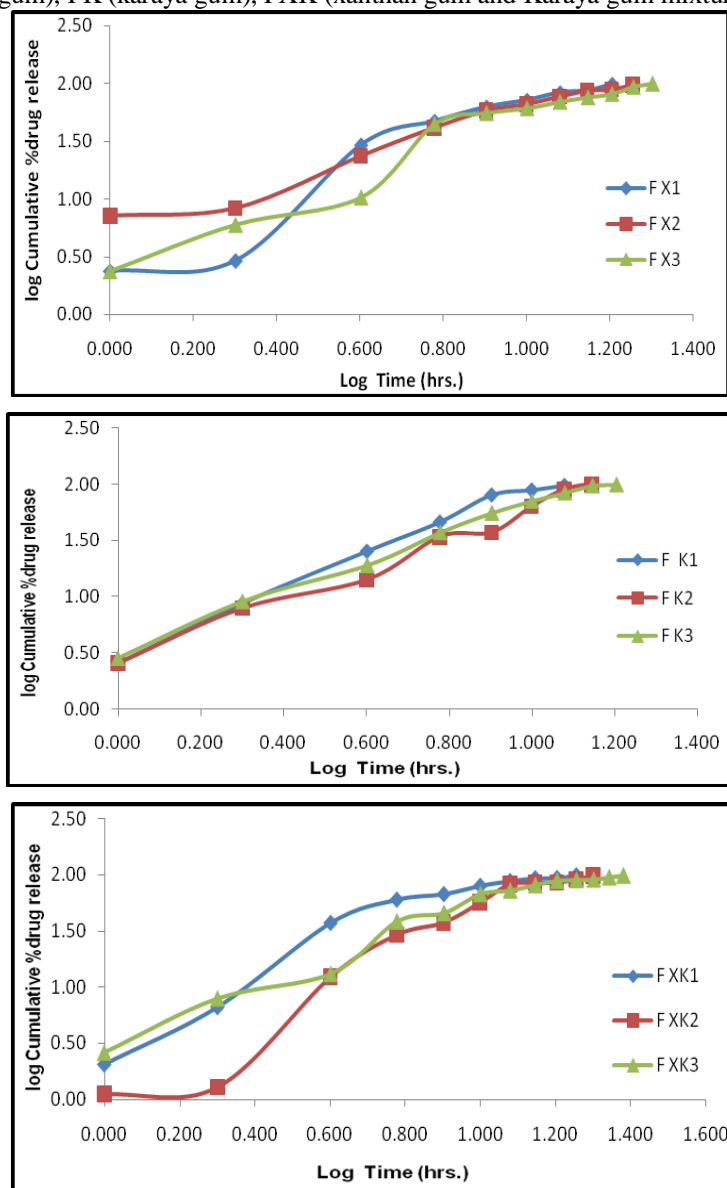 gum), FK (karaya gum), FXK (xanthan gum and Karaya gum mixtu
2.50
2.00
1.50
1.00
0.50
0.00
log Cumulative %drug release
F X1
F X2
F X3
0.000 0.200 0.400 0.600 0.800 1.000 1.200 1.400
Log Time (hrs.)
2.50
2.00
1.50
1.00
0.50
0.00
log Cumulative %drug release
F K1
F K2
F K3
0.000 0.200 0.400 0.600 0.800 1.000 1.200 1.400
Log Time (hrs.)
2.50
2.00
1.50
1.00
0.50
0.00
log Cumulative %drug release
F XK1
F XK2
F XK3
0.000 0.200 0.400 0.600 0.800 1.000 1.200 1.400 1.600
Log Time (hrs.)